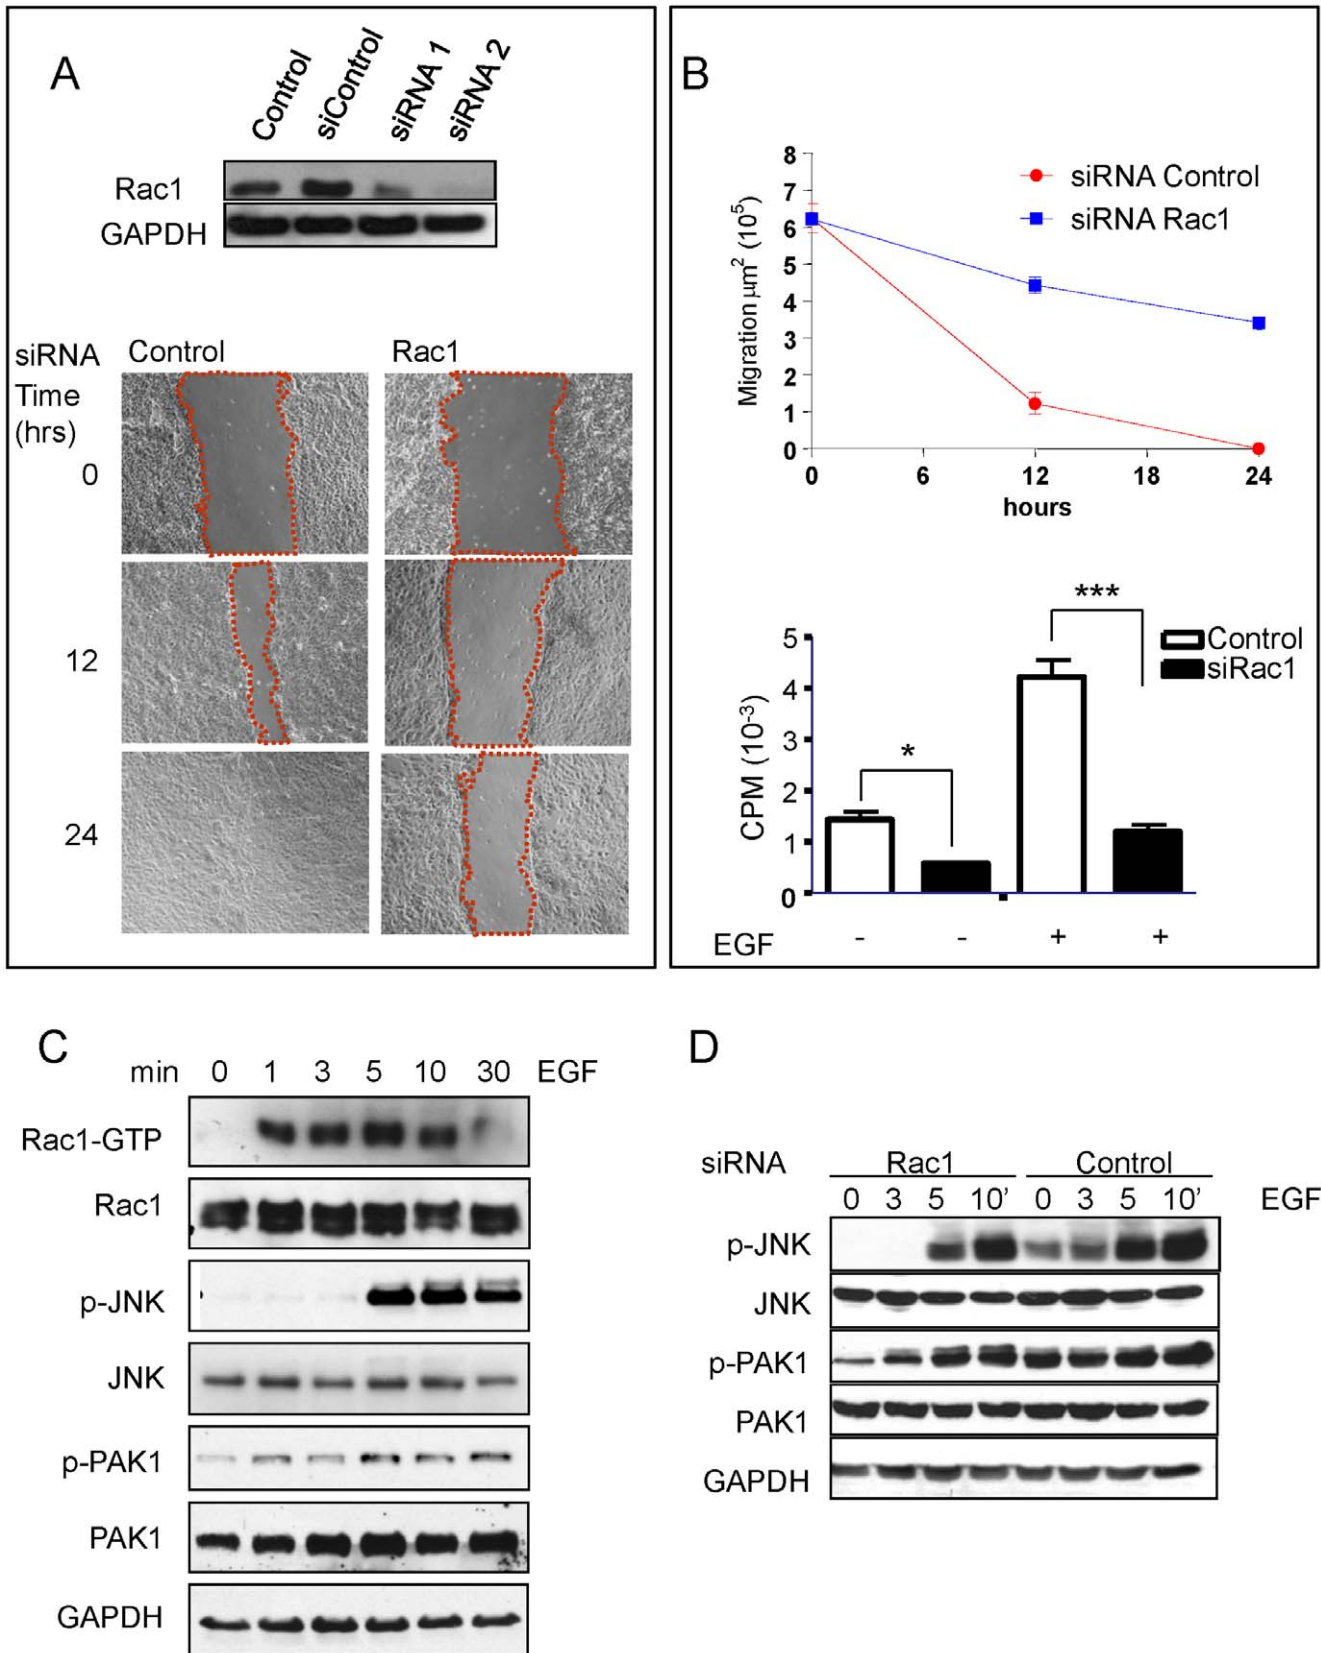 A
Control
siControl
siRNA 1
siRNA 2
Rac1
GAPDH
siRNA Control Rac1
Time
(hrs)
0
12
24
B
8
7
6
5
4
3
2
1
0
Migration µm² (10⁵)
siRNA Control
siRNA Rac1
0 6 12 18 24
hours
5
4
3
2
1
0
CPM (10⁻³)
*
***
Control
siRac1
EGF - - + +
C
min 0 1 3 5 10 30 EGF
Rac1-GTP
Rac1
p-JNK
JNK
p-PAK1
PAK1
GAPDH
D
siRNA Rac1 Control
0 3 5 10’ 0 3 5 10’ EGF
p-JNK
JNK
p-PAK1
PAK1
GAPDH